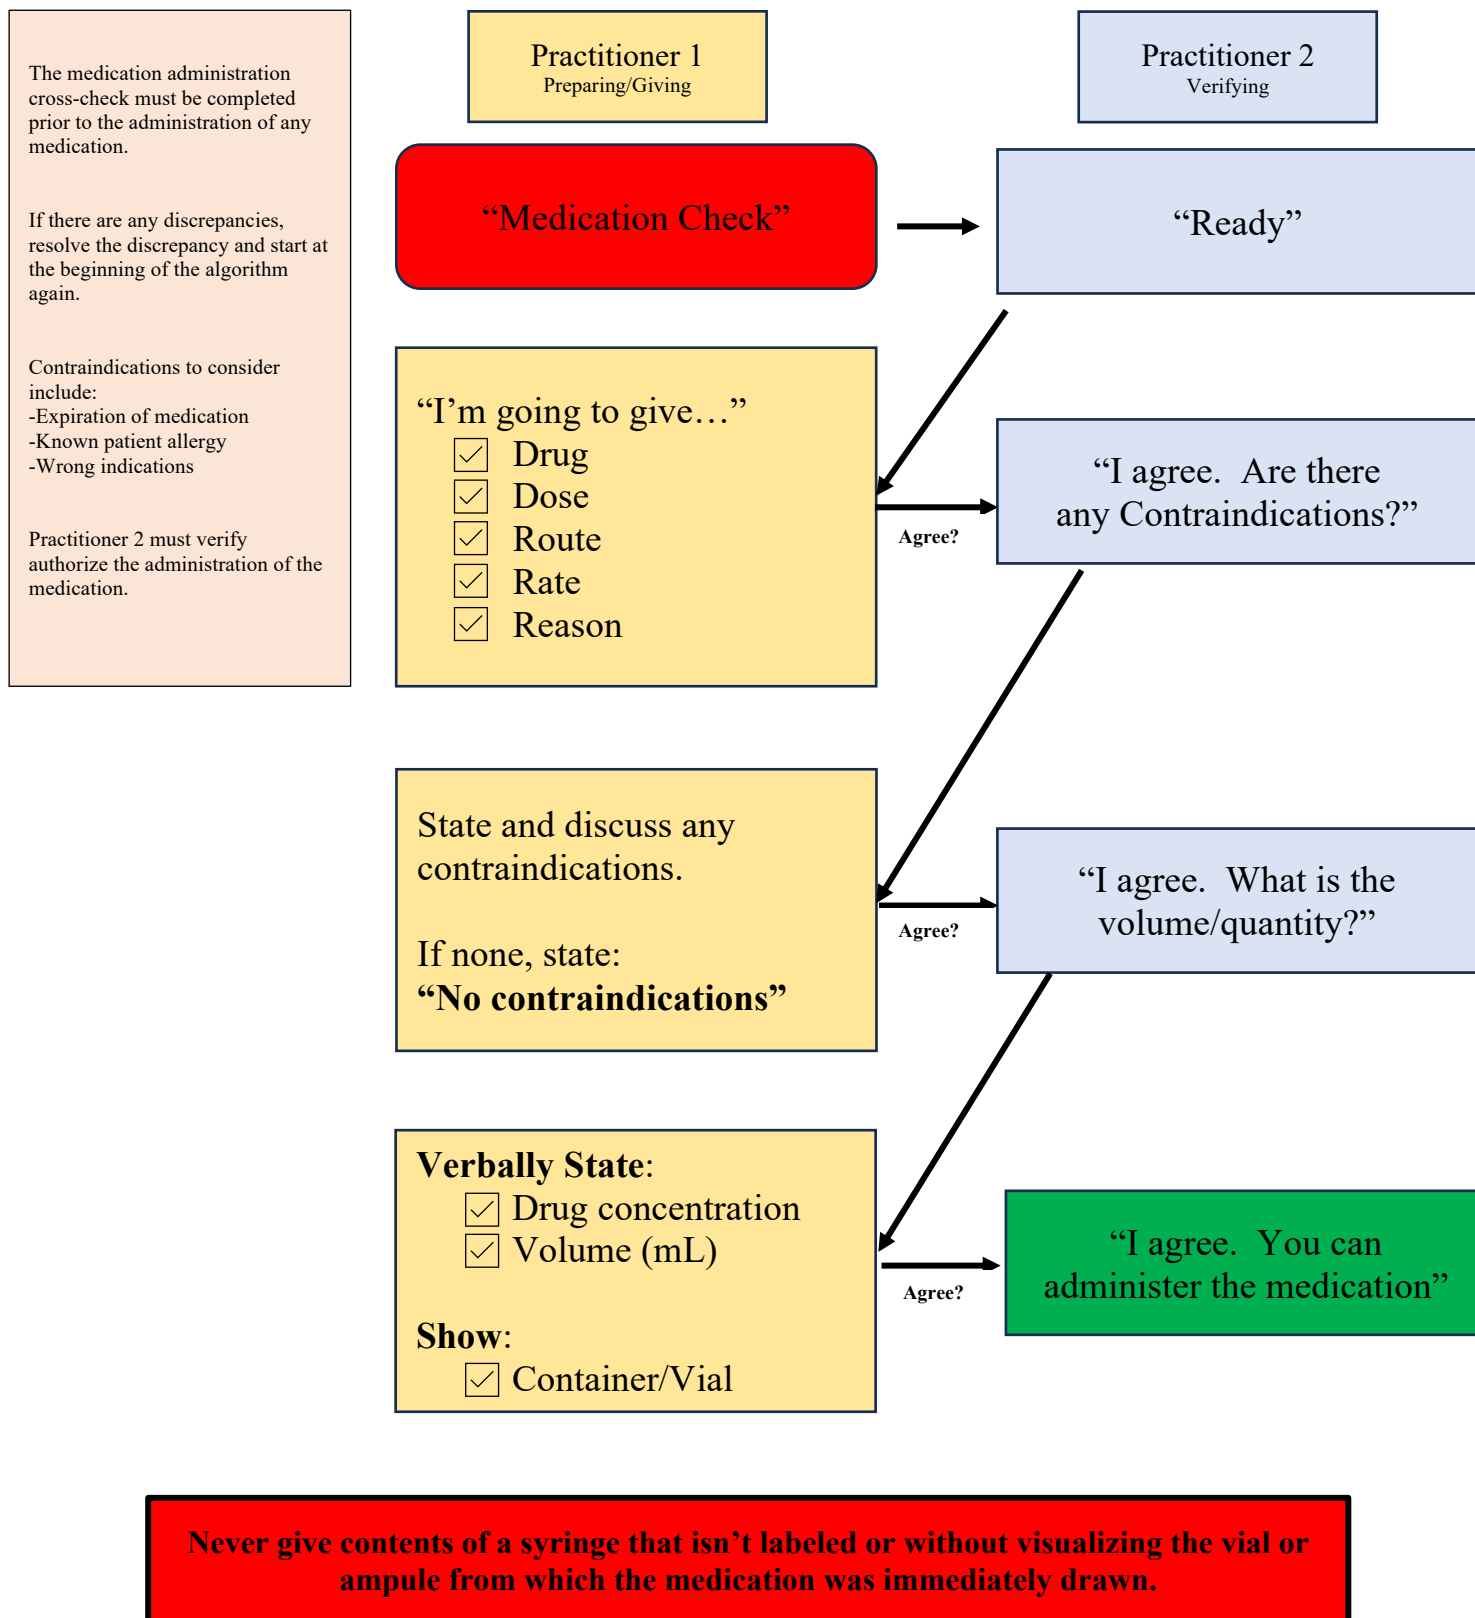 The medication administration
cross-check must be completed
prior to the administration of any
medication.
If there are any discrepancies,
resolve the discrepancy and start at
the beginning of the algorithm
again.
Contraindications to consider
include:
-Expiration of medication
-Known patient allergy
-Wrong indications
Practitioner 2 must verify
authorize the administration of the
medication.
Practitioner 1
Preparing/Giving
Practitioner 2
Verifying
“Medication Check”
“Ready”
“I’m going to give…”
Drug
Dose
Route
Rate
Reason
Agree?
“I agree.  Are there
any Contraindications?”
State and discuss any
contraindications.
If none, state:
“No contraindications”
Agree?
“I agree.  What is the
volume/quantity?”
Verbally State:
Drug concentration
Volume (mL)
Show:
Container/Vial
Agree?
“I agree.  You can
administer the medication”
Never give contents of a syringe that isn’t labeled or without visualizing the vial or
ampule from which the medication was immediately drawn.